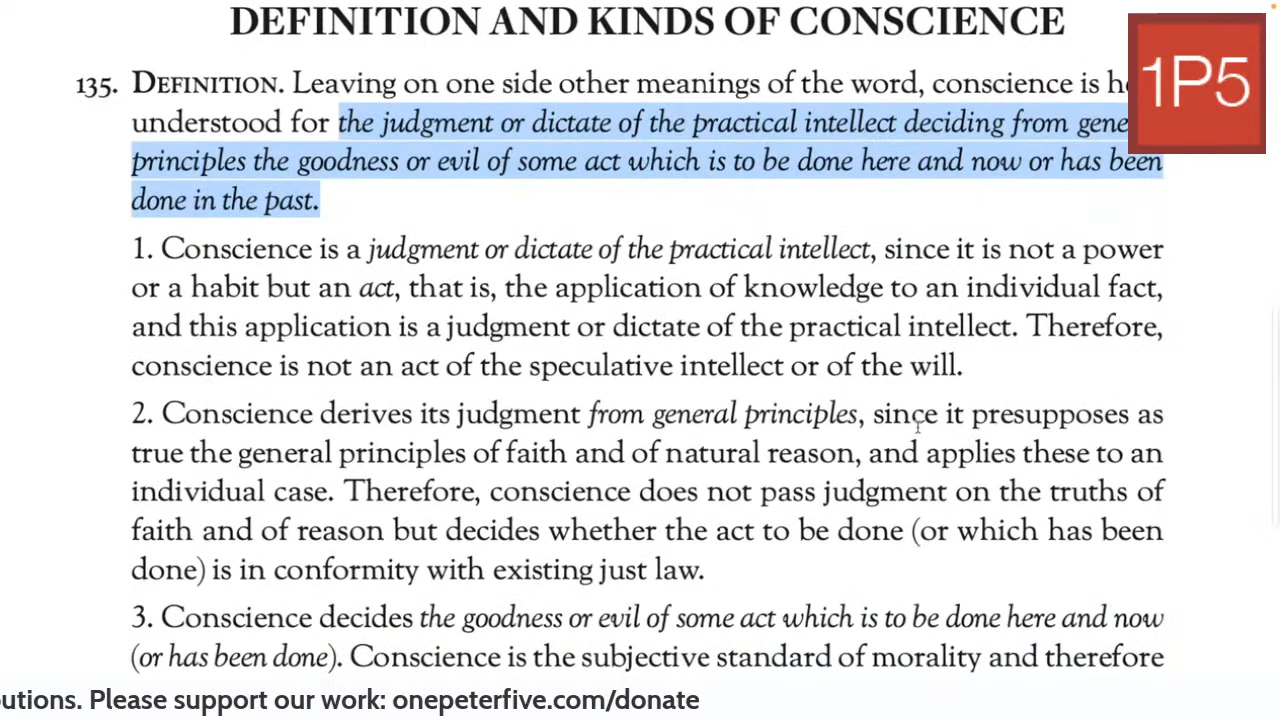 DEFINITION AND KINDS OF CONSCIENCE
1P5
135. DEFINITION. Leaving on one side other meanings of the word, conscience is
understood for the judgment or dictate of the practical intellect deciding from
principles the goodness or evil of some act which is to be done here and now or has been
done in the past.
1. Conscience is a judgment or dictate of the practical intellect, since it is not a power
or a habit but an act, that is, the application of knowledge to an individual fact,
and this application is a judgment or dictate of the practical intellect. Therefore,
conscience is not an act of the speculative intellect or of the will.
2. Conscience derives its judgment from general principles, since it presupposes as
true the general principles of faith and of natural reason, and applies these to an
individual case. Therefore, conscience does not pass judgment on the truths of
faith and of reason but decides whether the act to be done (or which has been
done) is in conformity with existing just law.
3. Conscience decides the goodness or evil of some act which is to be done here and now
(or has been done). Conscience is the subjective standard of morality and therefore
utions. Please support our work: onepeterfive.com/donate